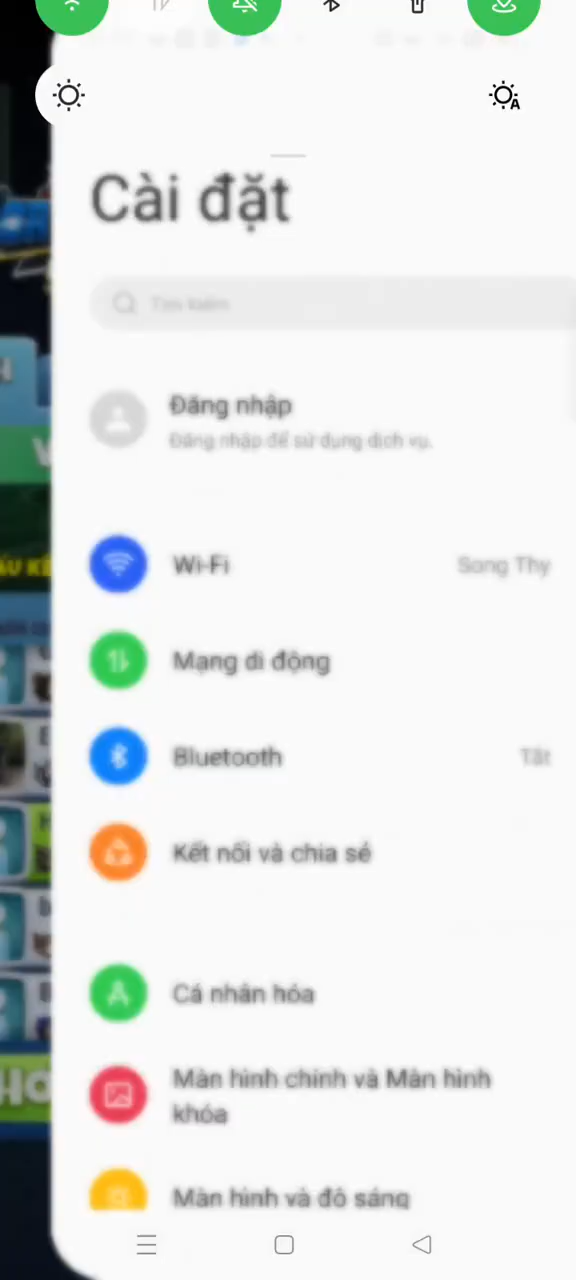 Cài đặt
Tìm kiếm
Đăng nhập
Đăng nhập để sử dụng dịch vụ.
Wi-Fi
Song Thy
Mạng di động
Bluetooth
Tắt
Kết nối và chia sẻ
Cá nhân hóa
Màn hình chính và Màn hình
khóa
Màn hình và độ sáng